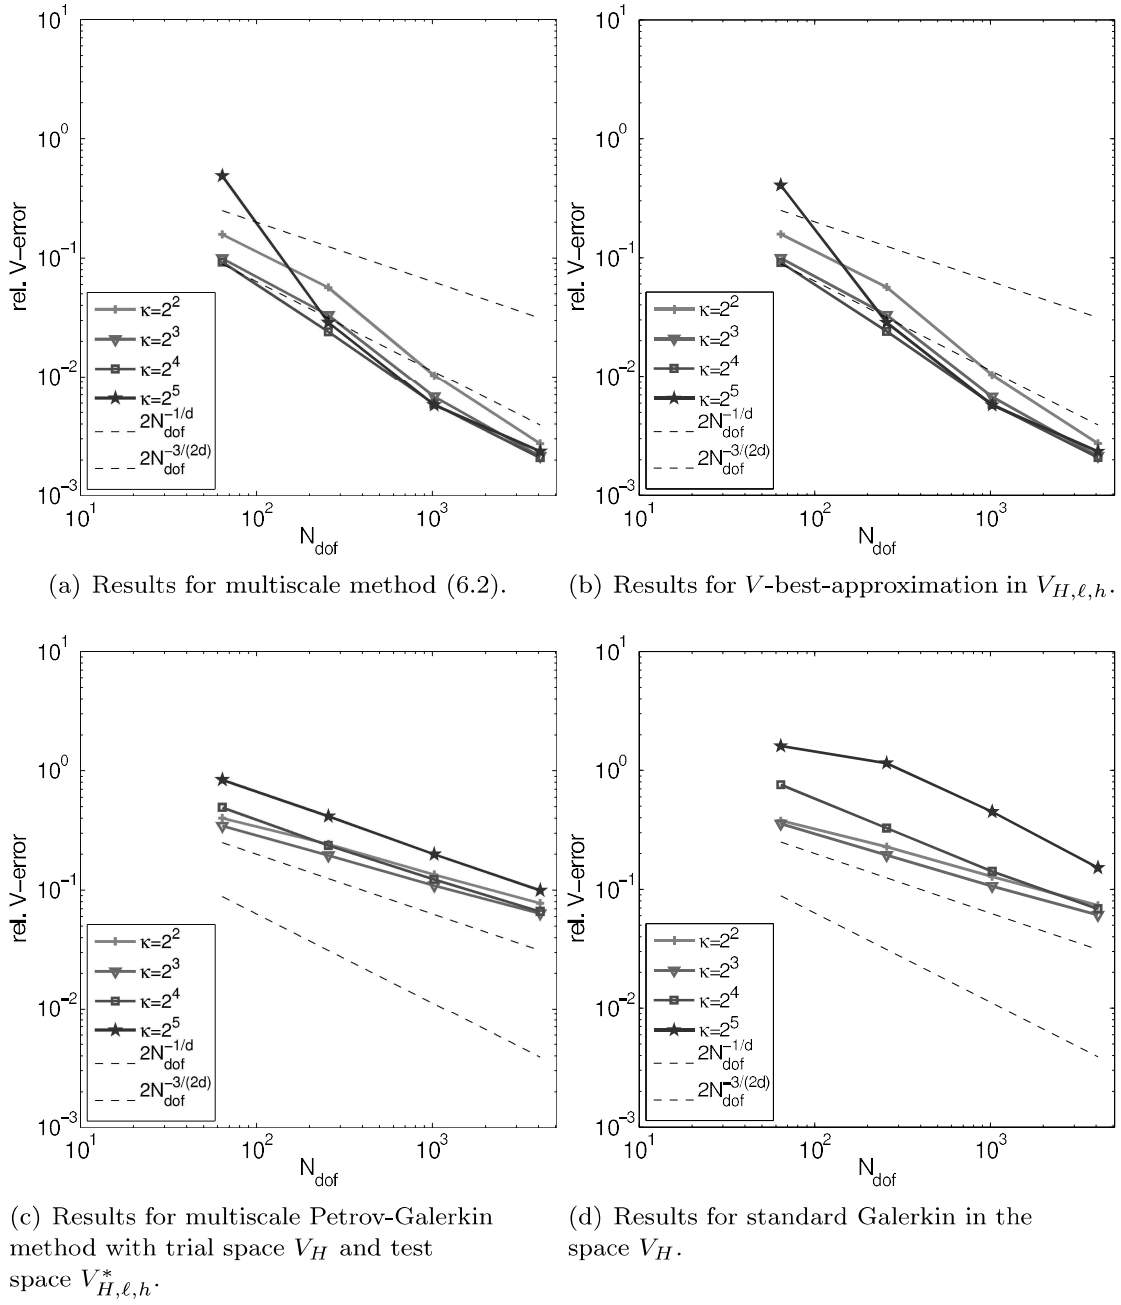 10^1
10^0
10^-1
10^-2
10^-3
rel. V-error
κ=2^2
κ=2^3
κ=2^4
κ=2^5
2N_dof^-1/d
2N_dof^-3/(2d)
10^1 10^2 10^3
N_dof
(a) Results for multiscale method (6.2).
10^1
10^0
10^-1
10^-2
10^-3
rel. V-error
κ=2^2
κ=2^3
κ=2^4
κ=2^5
2N_dof^-1/d
2N_dof^-3/(2d)
10^1 10^2 10^3
N_dof
(b) Results for V-best-approximation in V_H,ℓ,h.
10^1
10^0
10^-1
10^-2
10^-3
rel. V-error
κ=2^2
κ=2^3
κ=2^4
κ=2^5
2N_dof^-1/d
2N_dof^-3/(2d)
10^1 10^2 10^3
N_dof
(c) Results for multiscale Petrov-Galerkin
method with trial space V_H and test
space V*_H,ℓ,h.
10^1
10^0
10^-1
10^-2
10^-3
rel. V-error
κ=2^2
κ=2^3
κ=2^4
κ=2^5
2N_dof^-1/d
2N_dof^-3/(2d)
10^1 10^2 10^3
N_dof
(d) Results for standard Galerkin in the
space V_H.